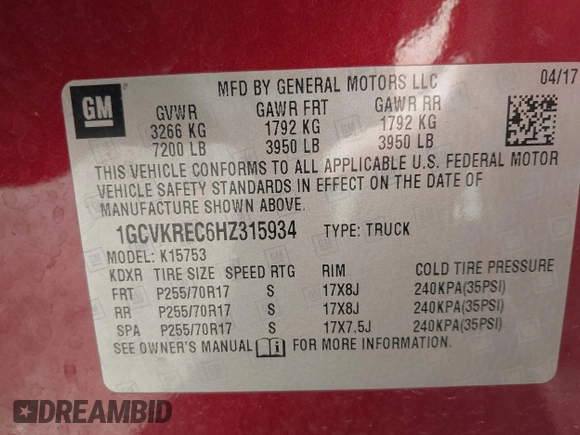 MFD BY GENERAL MOTORS LLC 04/17
GM
GVWR GAWR FRT GAWR RR
3266 KG 1792 KG 1792 KG
7200 LB 3950 LB 3950 LB
THIS VEHICLE CONFORMS TO ALL APPLICABLE U.S. FEDERAL MOTOR
VEHICLE SAFETY STANDARDS IN EFFECT ON THE DATE OF
MANUFACTURE SHOWN ABOVE.
1GCVKREC6HZ315934 TYPE: TRUCK
MODEL: K15753
KDXR TIRE SIZE SPEED RTG RIM COLD TIRE PRESSURE
FRT P255/70R17 S 17X8J 240KPA(35PSI)
RR P255/70R17 S 17X8J 240KPA(35PSI)
SPA P255/70R17 S 17X7.5J 240KPA(35PSI)
SEE OWNER'S MANUAL i FOR MORE INFORMATION.
DREAMBID